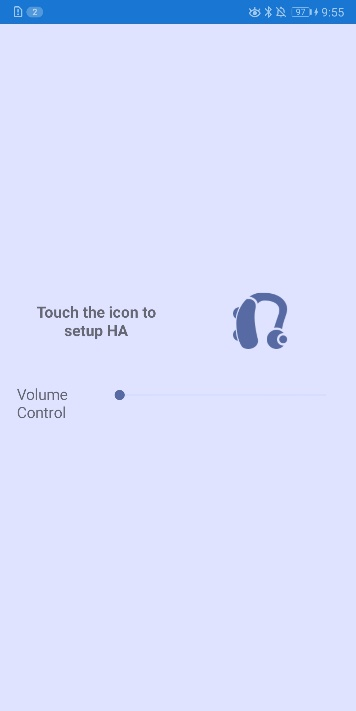 2 97 9:55
Touch the icon to
setup HA
Volume
Control